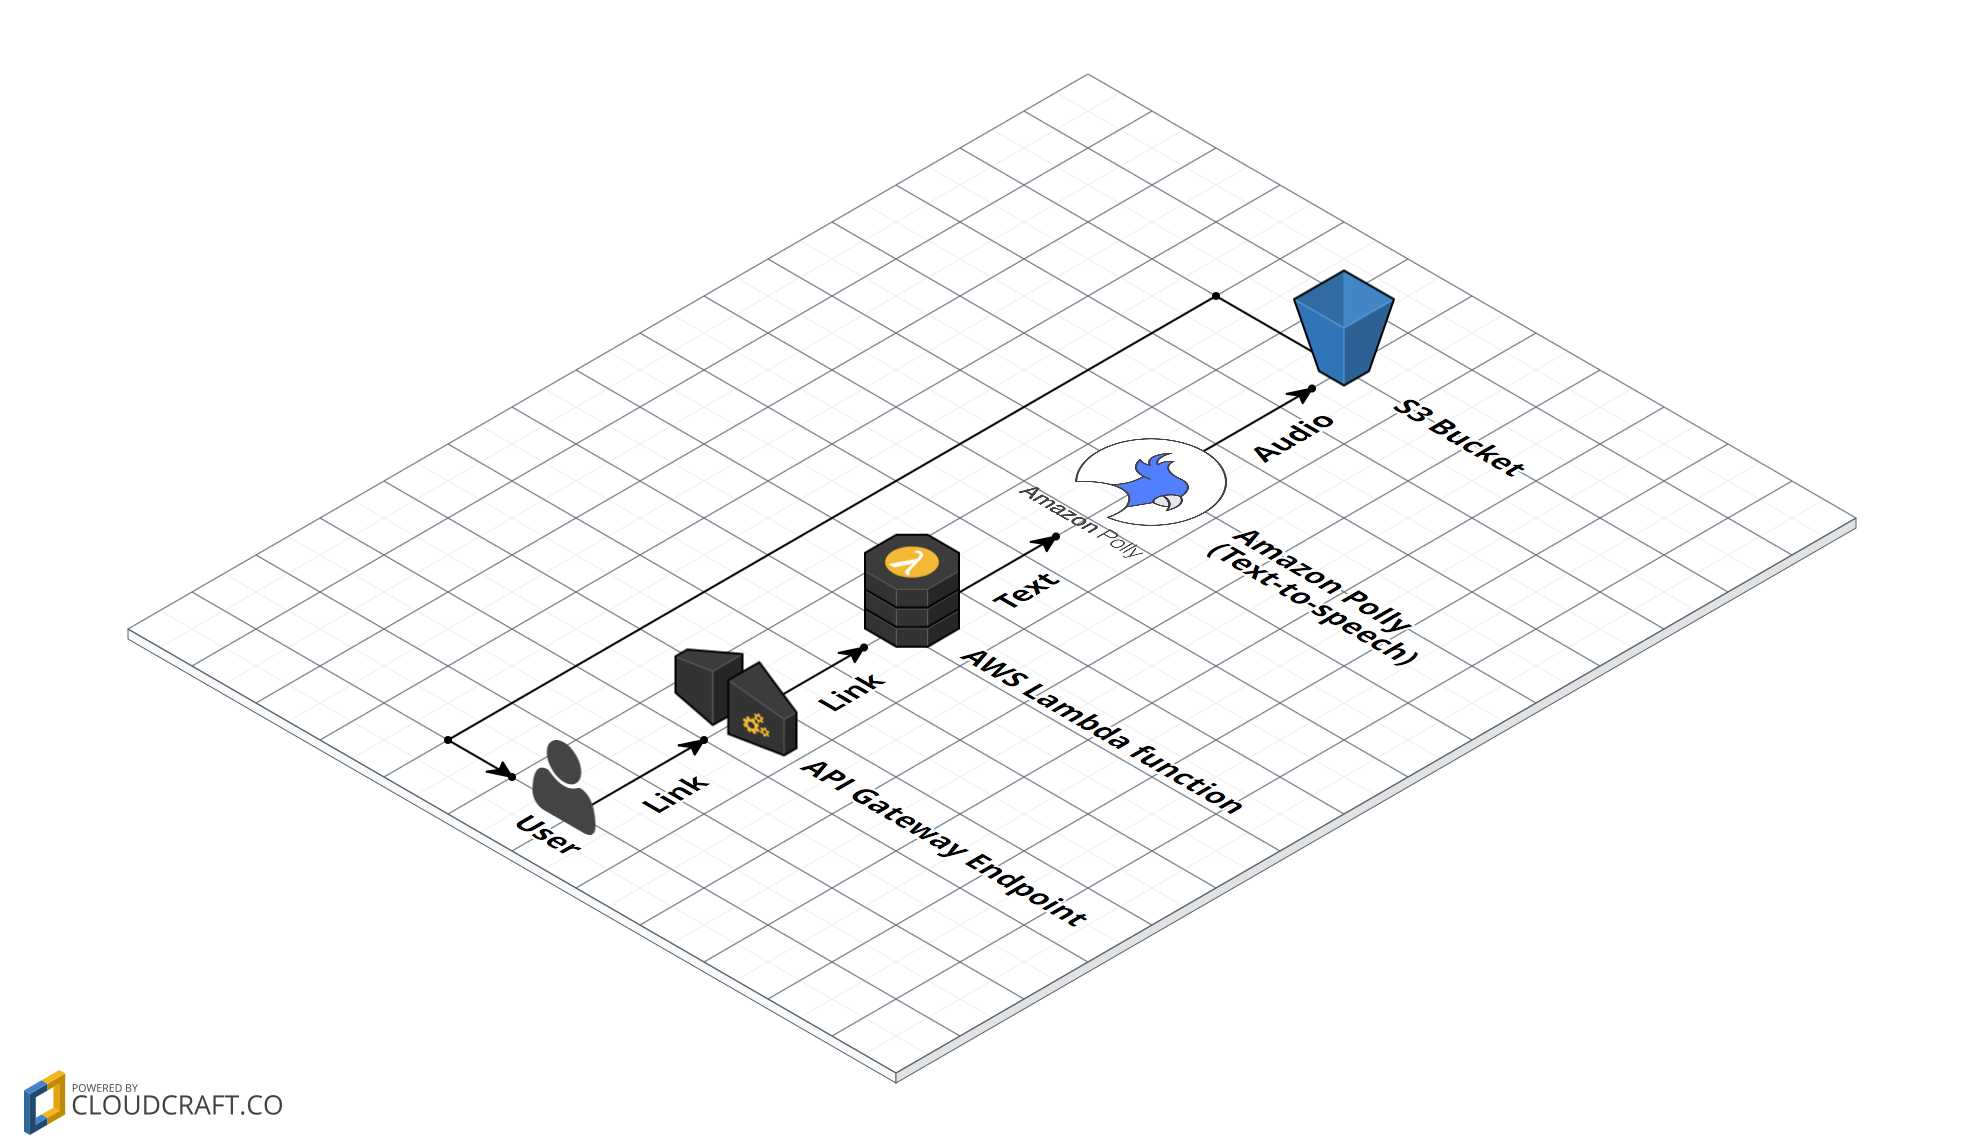 S3 Bucket
Audio
Amazon Polly
Amazon Polly
(Text-to-speech)
Text
AWS Lambda function
Link
API Gateway Endpoint
Link
User
POWERED BY
CLOUDCRAFT.CO